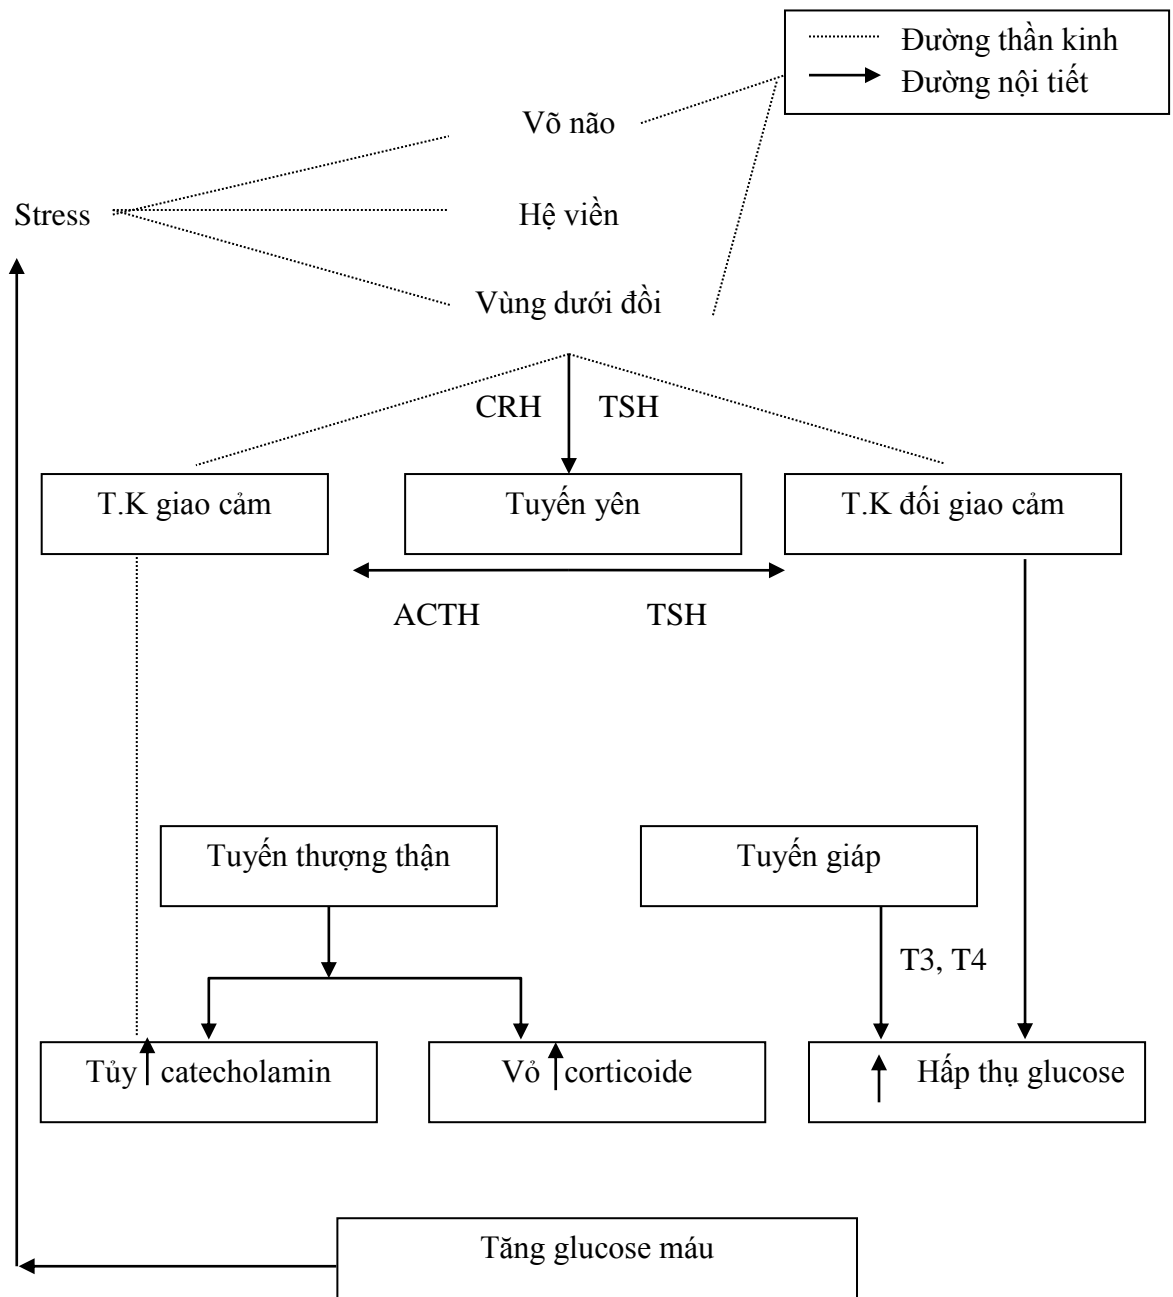 Đường thần kinh
Đường nội tiết
Võ não
Stress
Hệ viền
Vùng dưới đồi
CRH TSH
T.K giao cảm
Tuyến yên
T.K đối giao cảm
ACTH TSH
Tuyến thượng thận
Tuyến giáp
T3, T4
Tủy catecholamin
Vỏ corticoide
Hấp thụ glucose
Tăng glucose máu